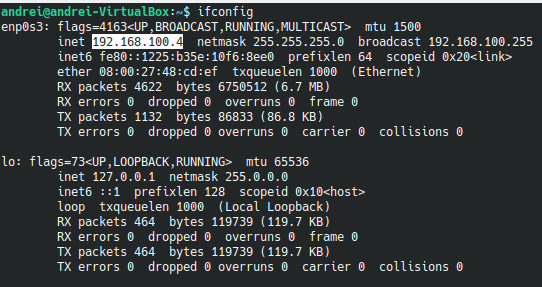 andrei@andrei-VirtualBox:~$ ifconfig
enp0s3: flags=4163<UP,BROADCAST,RUNNING,MULTICAST>  mtu 1500
        inet 192.168.100.4  netmask 255.255.255.0  broadcast 192.168.100.255
        inet6 fe80::1225:b35e:10f6:8ee0  prefixlen 64  scopeid 0x20<link>
        ether 08:00:27:48:cd:ef  txqueuelen 1000  (Ethernet)
        RX packets 4622  bytes 6750512 (6.7 MB)
        RX errors 0  dropped 0  overruns 0  frame 0
        TX packets 1132  bytes 86833 (86.8 KB)
        TX errors 0  dropped 0 overruns 0  carrier 0  collisions 0

lo: flags=73<UP,LOOPBACK,RUNNING>  mtu 65536
        inet 127.0.0.1  netmask 255.0.0.0
        inet6 ::1  prefixlen 128  scopeid 0x10<host>
        loop  txqueuelen 1000  (Local Loopback)
        RX packets 464  bytes 119739 (119.7 KB)
        RX errors 0  dropped 0  overruns 0  frame 0
        TX packets 464  bytes 119739 (119.7 KB)
        TX errors 0  dropped 0 overruns 0  carrier 0  collisions 0